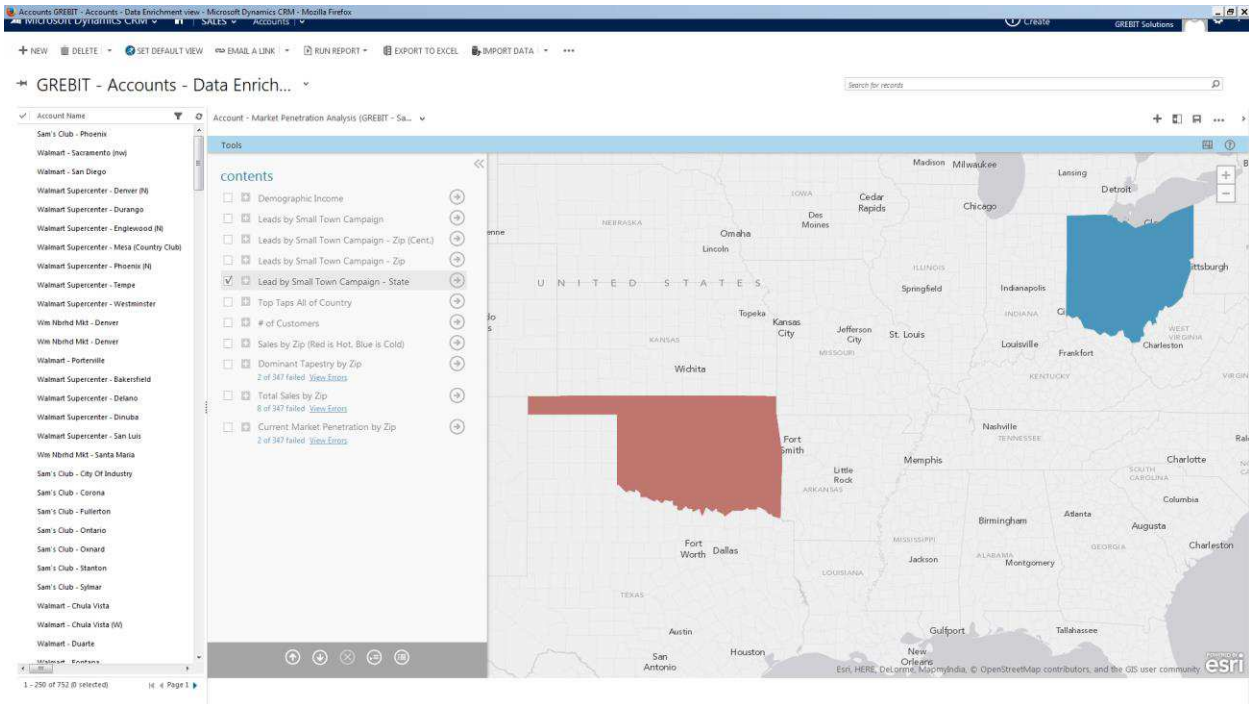 Accounts GREBIT - Accounts - Data Enrichment view - Microsoft Dynamics CRM - Mozilla Firefox
Microsoft Dynamics CRM SALES Accounts Create GREBIT Solutions
NEW DELETE SET DEFAULT VIEW EMAIL A LINK RUN REPORT EXPORT TO EXCEL IMPORT DATA ...
GREBIT - Accounts - Data Enrich...
Search for records
Account Name
Sam's Club - Phoenix
Walmart - Sacramento (nw)
Walmart - San Diego
Walmart Supercenter - Denver (N)
Walmart Supercenter - Durango
Walmart Supercenter - Englewood (N)
Walmart Supercenter - Mesa (Country Club)
Walmart Supercenter - Phoenix (N)
Walmart Supercenter - Tempe
Walmart Supercenter - Westminster
Wm Nbrhd Mkt - Denver
Wm Nbrhd Mkt - Denver
Walmart - Porterville
Walmart Supercenter - Bakersfield
Walmart Supercenter - Delano
Walmart Supercenter - Dinuba
Walmart Supercenter - San Luis
Wm Nbrhd Mkt - Santa Maria
Sam's Club - City Of Industry
Sam's Club - Corona
Sam's Club - Fullerton
Sam's Club - Ontario
Sam's Club - Oxnard
Sam's Club - Stanton
Sam's Club - Sylmar
Walmart - Chula Vista
Walmart - Chula Vista (W)
Walmart - Duarte
Walmart - Fontana
1 - 250 of 752 (0 selected)
Page 1
Account - Market Penetration Analysis (GREBIT - Sa...
Tools
contents
Demographic Income
Leads by Small Town Campaign
Leads by Small Town Campaign - Zip (Cent.)
Leads by Small Town Campaign - Zip
Lead by Small Town Campaign - State
Top Taps All of Country
# of Customers
Sales by Zip (Red is Hot, Blue is Cold)
Dominant Tapestry by Zip
2 of 347 failed View Errors
Total Sales by Zip
8 of 347 failed View Errors
Current Market Penetration by Zip
2 of 347 failed View Errors
Madison Milwaukee
Lansing
Detroit
IOWA
Cedar
Rapids
Chicago
Des
Moines
NEBRASKA
Omaha
Lincoln
ittsburgh
ILLINOIS
UNITED STATES
Springfield
Indianapolis
Topeka
Kansas
City
INDIANA
Jefferson
City
St. Louis
WEST
VIRGINIA
KANSAS
MISSOURI
Louisville
Frankfort
Charleston
Wichita
KENTUCKY
VIRGIN
Nashville
TENNESSEE
Fort
Smith
Memphis
Charlotte
Little
Rock
SOUTH
CAROLINA
ARKANSAS
Columbia
Birmingham
Atlanta
Augusta
Fort
Worth
Dallas
MISSISSIPPI
Jackson
ALABAMA
Montgomery
GEORGIA
Charleston
LOUISIANA
TEXAS
Austin
Gulfport
Tallahassee
San
Antonio
Houston
New
Orleans
Esri, HERE, DeLorme, MapmyIndia, © OpenStreetMap contributors, and the GIS user community
POWERED BY
esri